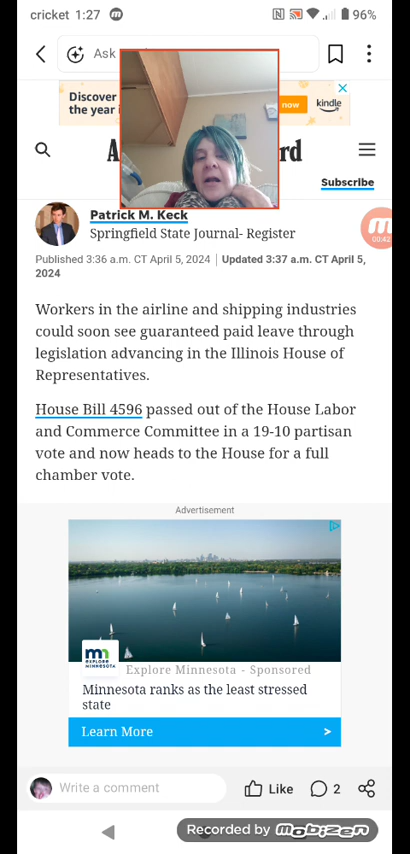 cricket 1:27
96%
Ask
Discover
the year i
now
kindle
A
rd
Subscribe
Patrick M. Keck
Springfield State Journal- Register
00:42
Published 3:36 a.m. CT April 5, 2024 | Updated 3:37 a.m. CT April 5,
2024
Workers in the airline and shipping industries
could soon see guaranteed paid leave through
legislation advancing in the Illinois House of
Representatives.
House Bill 4596 passed out of the House Labor
and Commerce Committee in a 19-10 partisan
vote and now heads to the House for a full
chamber vote.
Advertisement
EXPLORE
MINNESOTA
Explore Minnesota - Sponsored
Minnesota ranks as the least stressed
state
Learn More >
Write a comment
Like
2
Recorded by mobizen